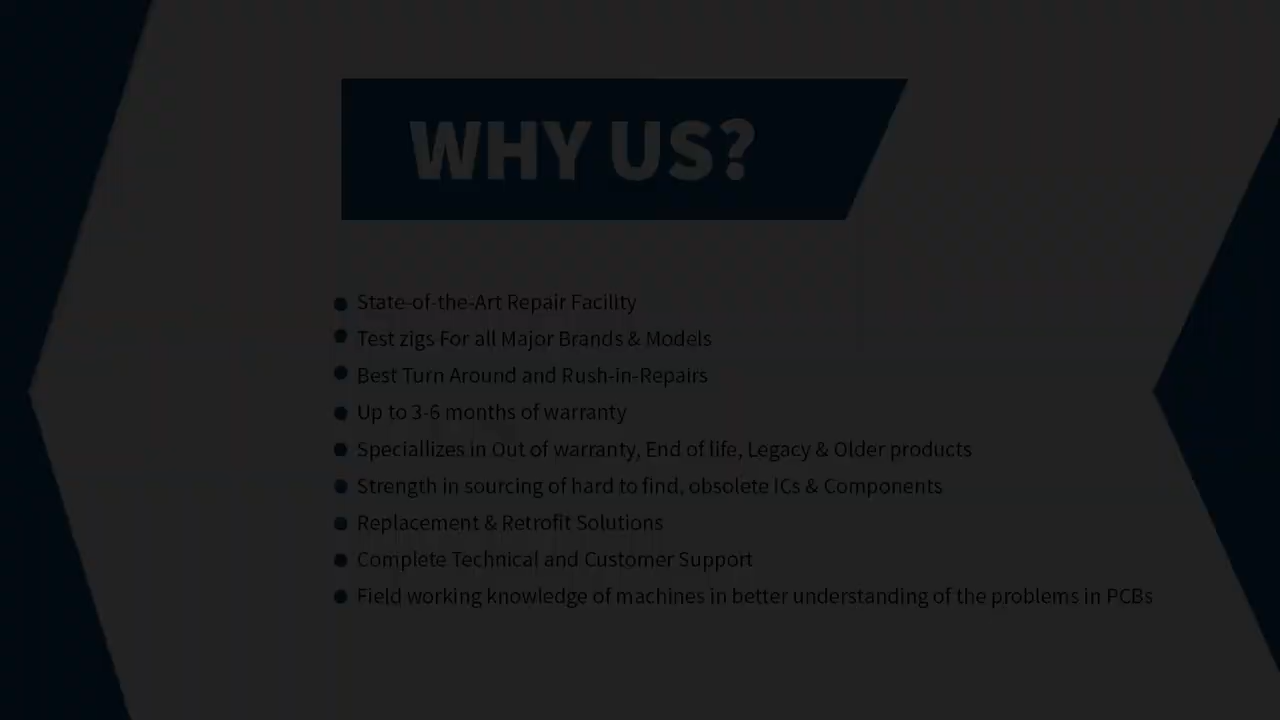 WHY US?
State-of-the-Art Repair Facility
Test zigs For all Major Brands & Models
Best Turn Around and Rush-in-Repairs
Up to 3-6 months of warranty
Speciallizes in Out of warranty, End of life, Legacy & Older products
Strength in sourcing of hard to find, obsolete ICs & Components
Replacement & Retrofit Solutions
Complete Technical and Customer Support
Field working knowledge of machines in better understanding of the problems in PCBs